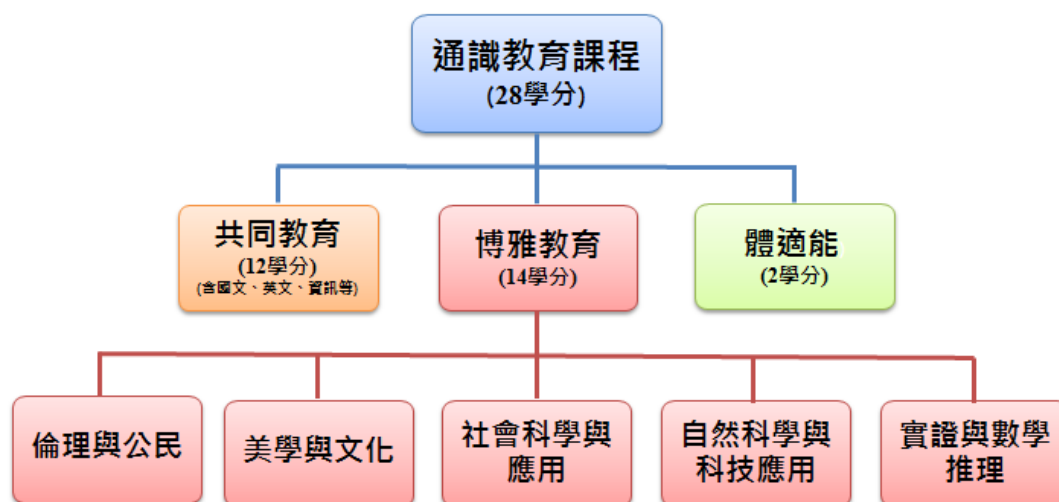 通識教育課程
(28學分)
共同教育
(12學分)
(含國文、英文、資訊等)
博雅教育
(14學分)
體適能
(2學分)
倫理與公民
美學與文化
社會科學與
應用
自然科學與
科技應用
實證與數學
推理